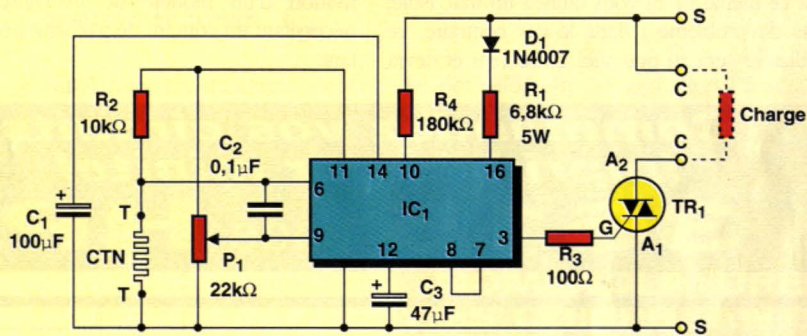 S
D1
1N4007
C
R2
10kΩ
R4
180kΩ
R1
6,8kΩ
5W
Charge
C2
0,1µF
C
11
14
10
16
A2
6
IC1
TR1
+
C1
100µF
T
CTN
T
9
P1
22kΩ
12
8
7
3
G
A1
R3
100Ω
+
C3
47µF
S